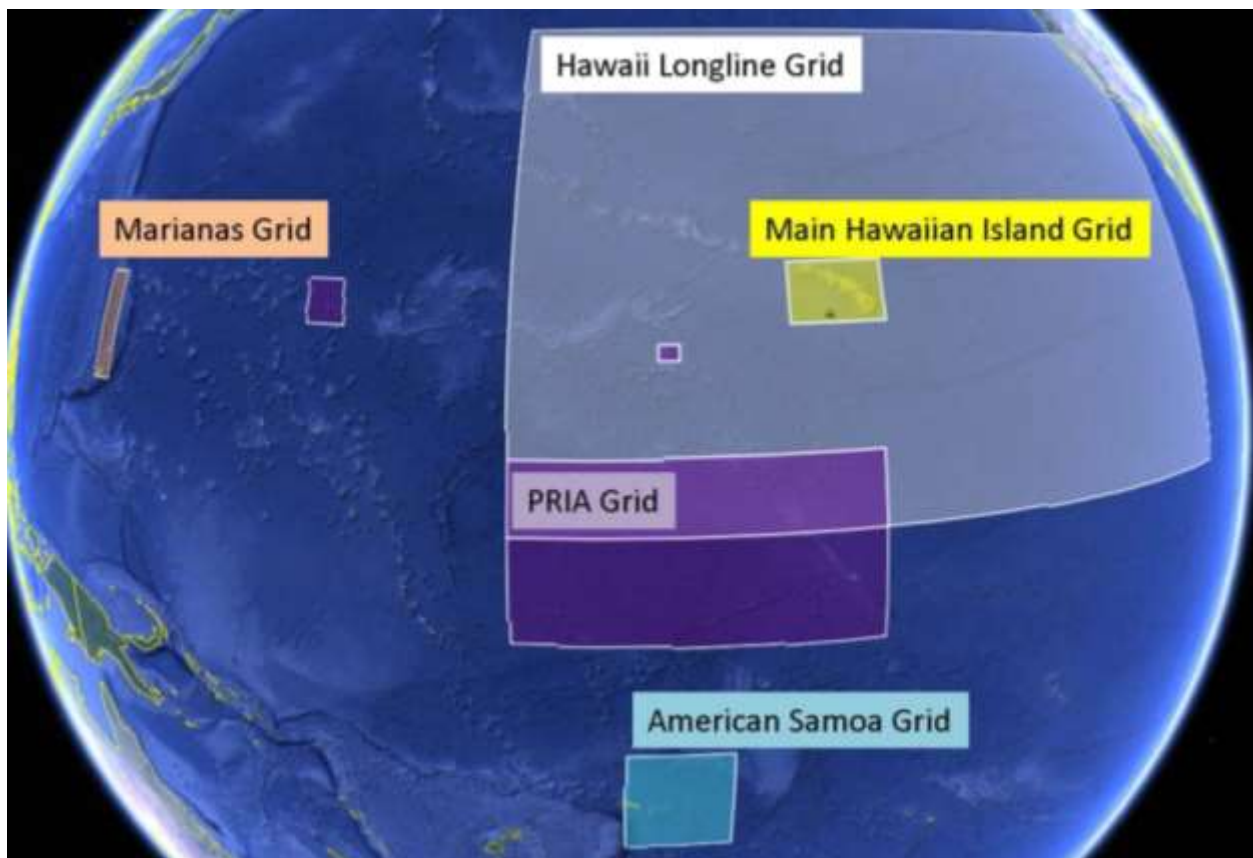 Hawaii Longline Grid
Marianas Grid
Main Hawaiian Island Grid
PRIA Grid
American Samoa Grid